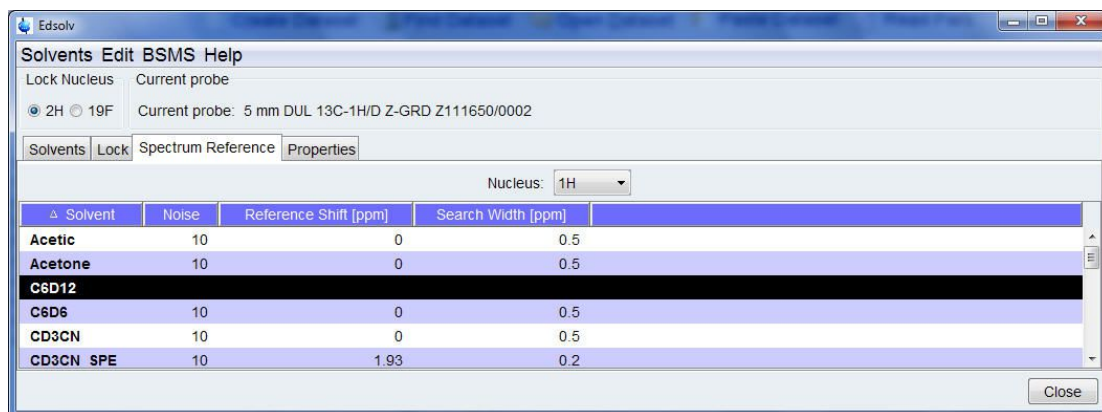 Edsolv
Solvents Edit BSMS Help
Lock Nucleus Current probe
2H 19F Current probe: 5 mm DUL 13C-1H/D Z-GRD Z111650/0002
Solvents Lock Spectrum Reference Properties
Nucleus: 1H
Solvent Noise Reference Shift [ppm] Search Width [ppm]
Acetic 10 0 0.5
Acetone 10 0 0.5
C6D12
C6D6 10 0 0.5
CD3CN 10 0 0.5
CD3CN_SPE 10 1.93 0.2
Close